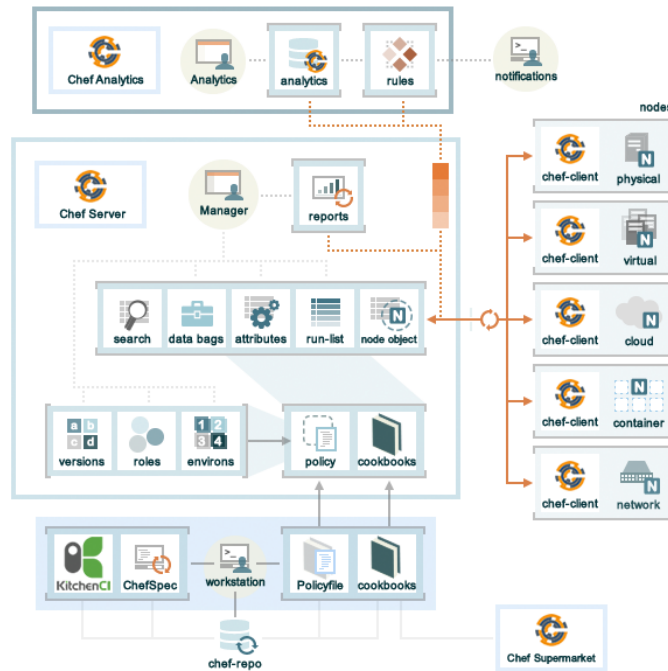 Chef Analytics
Analytics
analytics
rules
notifications
nodes
Chef Server
Manager
reports
chef-client
N
physical
chef-client
N
virtual
chef-client
N
cloud
chef-client
N
container
chef-client
N
network
search
data bags
attributes
run-list
N
node object
a b
c d
versions
roles
1 2
3 4
environs
policy
cookbooks
KitchenCI
ChefSpec
>_
workstation
Policyfile
cookbooks
chef-repo
Chef Supermarket